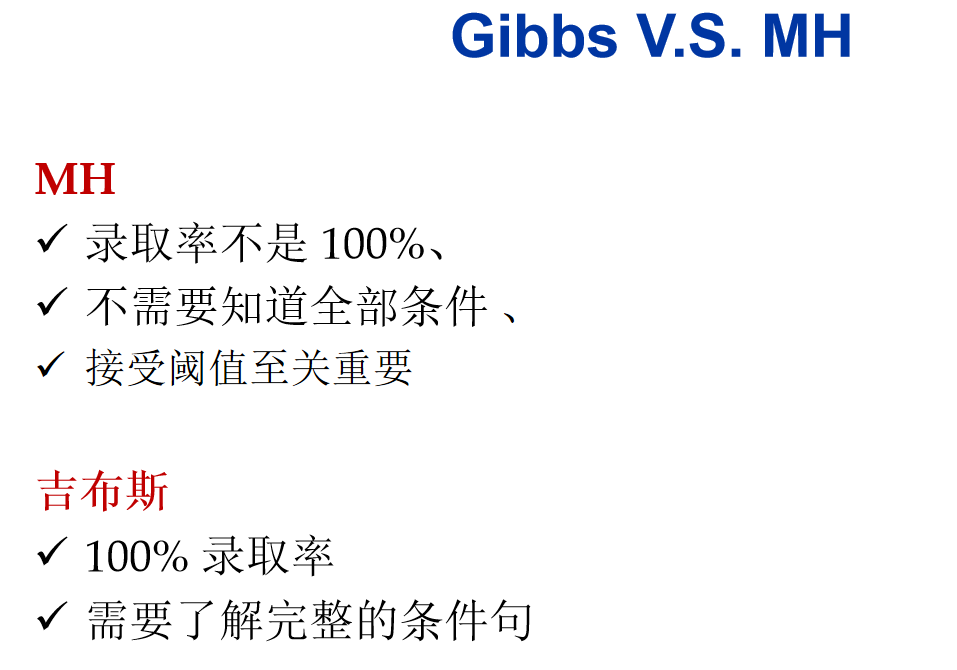 Gibbs V.S. MH
MH
✓ 录取率不是 100%、
✓ 不需要知道全部条件 、
✓ 接受阈值至关重要
吉布斯
✓ 100% 录取率
✓ 需要了解完整的条件句